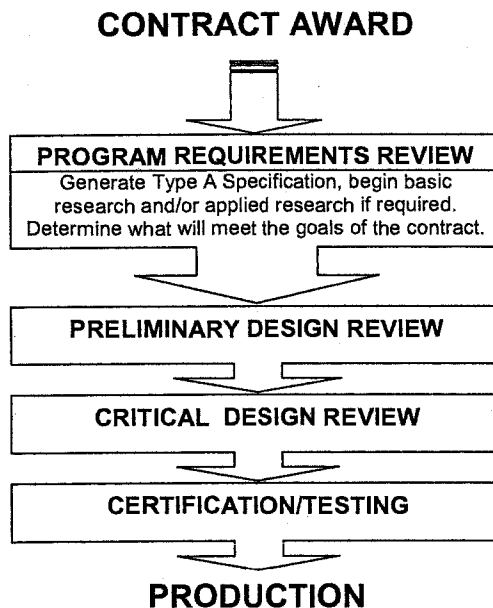 CONTRACT AWARD
PROGRAM REQUIREMENTS REVIEW
Generate Type A Specification, begin basic
research and/or applied research if required.
Determine what will meet the goals of the contract.
PRELIMINARY DESIGN REVIEW
CRITICAL DESIGN REVIEW
CERTIFICATION/TESTING
PRODUCTION